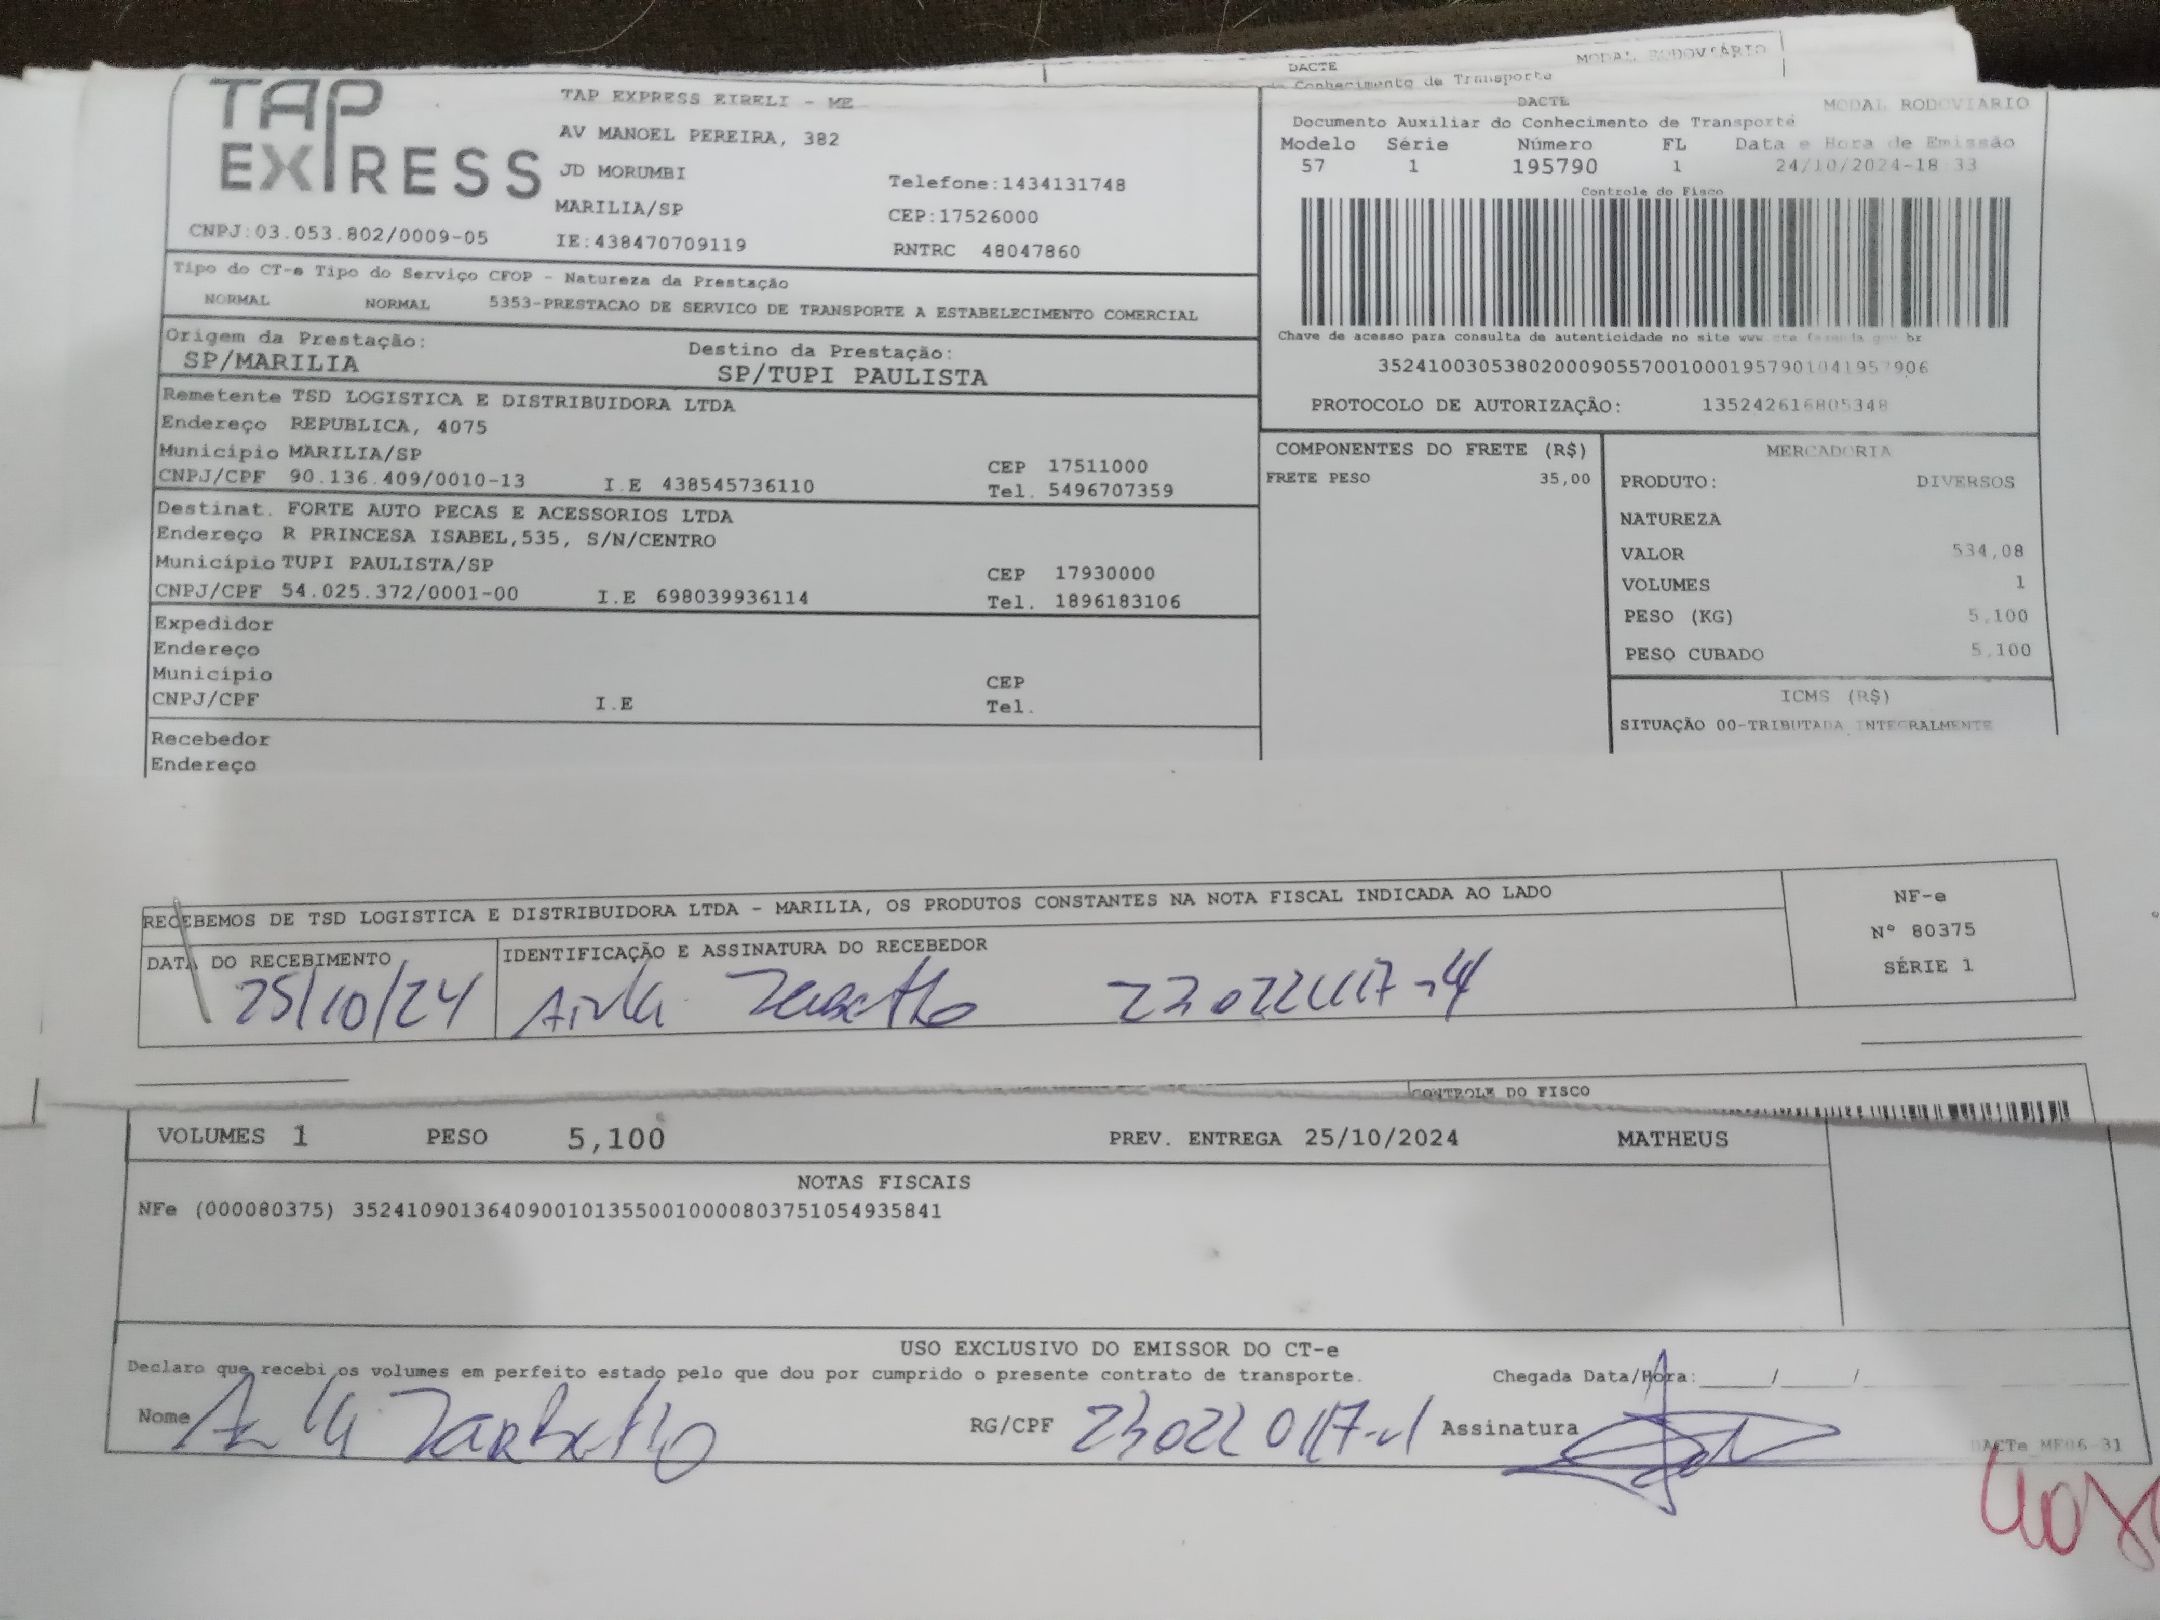 DACTE
MODAL RODOVIÁRIO
Conhecimento de Transporte
TAP EXPRESS
TAP EXPRESS EIRELI - ME
AV MANOEL PEREIRA, 382
JD MORUMBI
Telefone:1434131748
MARILIA/SP
CEP:17526000
CNPJ:03.053.802/0009-05
IE:438470709119
RNTRC 48047860
DACTE
MODAL RODOVIARIO
Documento Auxiliar do Conhecimento de Transporte
Modelo Série Número FL Data e Hora de Emissão
57 1 195790 1 24/10/2024-18:33
Controle do Fisco
Chave de acesso para consulta de autenticidade no site www.cte.fazenda.gov.br
35241003053802000905570010001957901041957906
PROTOCOLO DE AUTORIZAÇÃO: 135242616805348
Tipo do CT-e Tipo do Serviço CFOP - Natureza da Prestação
NORMAL NORMAL 5353-PRESTACAO DE SERVICO DE TRANSPORTE A ESTABELECIMENTO COMERCIAL
Origem da Prestação: Destino da Prestação:
SP/MARILIA SP/TUPI PAULISTA
Remetente TSD LOGISTICA E DISTRIBUIDORA LTDA
Endereço REPUBLICA, 4075
Município MARILIA/SP CEP 17511000
CNPJ/CPF 90.136.409/0010-13 I.E 438545736110 Tel. 5496707359
Destinat. FORTE AUTO PECAS E ACESSORIOS LTDA
Endereço R PRINCESA ISABEL,535, S/N/CENTRO
Município TUPI PAULISTA/SP CEP 17930000
CNPJ/CPF 54.025.372/0001-00 I.E 698039936114 Tel. 1896183106
Expedidor
Endereço
Município CEP
CNPJ/CPF I.E Tel.
Recebedor
Endereço
COMPONENTES DO FRETE (R$)
FRETE PESO 35,00
MERCADORIA
PRODUTO: DIVERSOS
NATUREZA
VALOR 534,08
VOLUMES 1
PESO (KG) 5,100
PESO CUBADO 5,100
ICMS (R$)
SITUAÇÃO 00-TRIBUTADA INTEGRALMENTE
RECEBEMOS DE TSD LOGISTICA E DISTRIBUIDORA LTDA - MARILIA, OS PRODUTOS CONSTANTES NA NOTA FISCAL INDICADA AO LADO
NF-e
Nº 80375
SÉRIE 1
DATA DO RECEBIMENTO
IDENTIFICAÇÃO E ASSINATURA DO RECEBEDOR
25/10/24
CONTROLE DO FISCO
VOLUMES 1 PESO 5,100 PREV. ENTREGA 25/10/2024 MATHEUS
NOTAS FISCAIS
NFe (000080375) 35241090136409001013550010000803751054935841
USO EXCLUSIVO DO EMISSOR DO CT-e
Declaro que recebi os volumes em perfeito estado pelo que dou por cumprido o presente contrato de transporte.
Chegada Data/Hora:____/____/
Nome RG/CPF Assinatura
DACTe_MF06-31